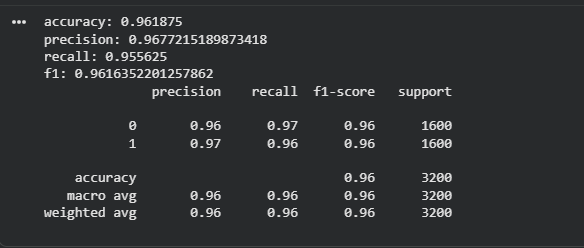 accuracy: 0.961875
precision: 0.9677215189873418
recall: 0.955625
f1: 0.9616352201257862
precision recall f1-score support
0 0.96 0.97 0.96 1600
1 0.97 0.96 0.96 1600
accuracy 0.96 3200
macro avg 0.96 0.96 0.96 3200
weighted avg 0.96 0.96 0.96 3200